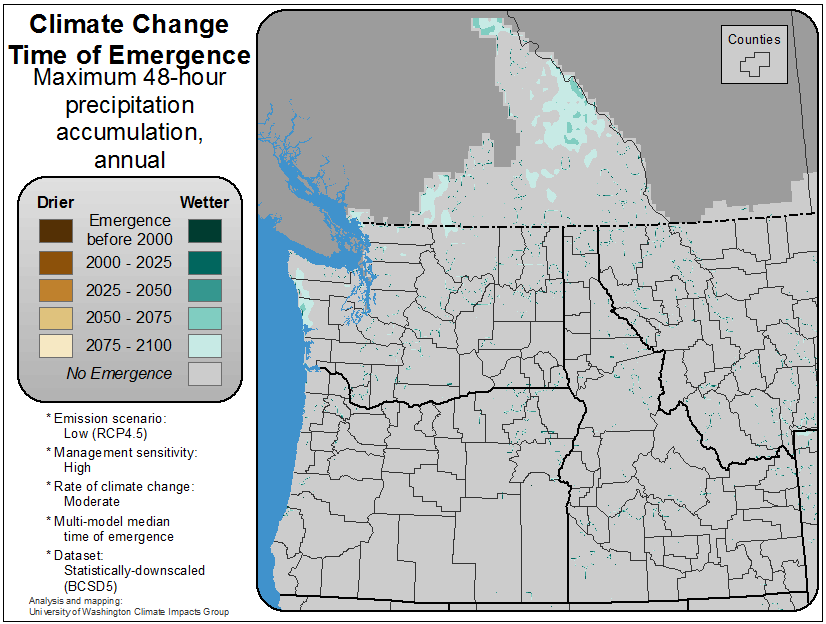 Climate Change
Time of Emergence
Maximum 48-hour
precipitation
accumulation,
annual
Drier Wetter
Emergence
before 2000
2000 - 2025
2025 - 2050
2050 - 2075
2075 - 2100
No Emergence
* Emission scenario:
Low (RCP4.5)
* Management sensitivity:
High
* Rate of climate change:
Moderate
* Multi-model median
time of emergence
* Dataset:
Statistically-downscaled
(BCSD5)
Analysis and mapping:
University of Washington Climate Impacts Group
Counties